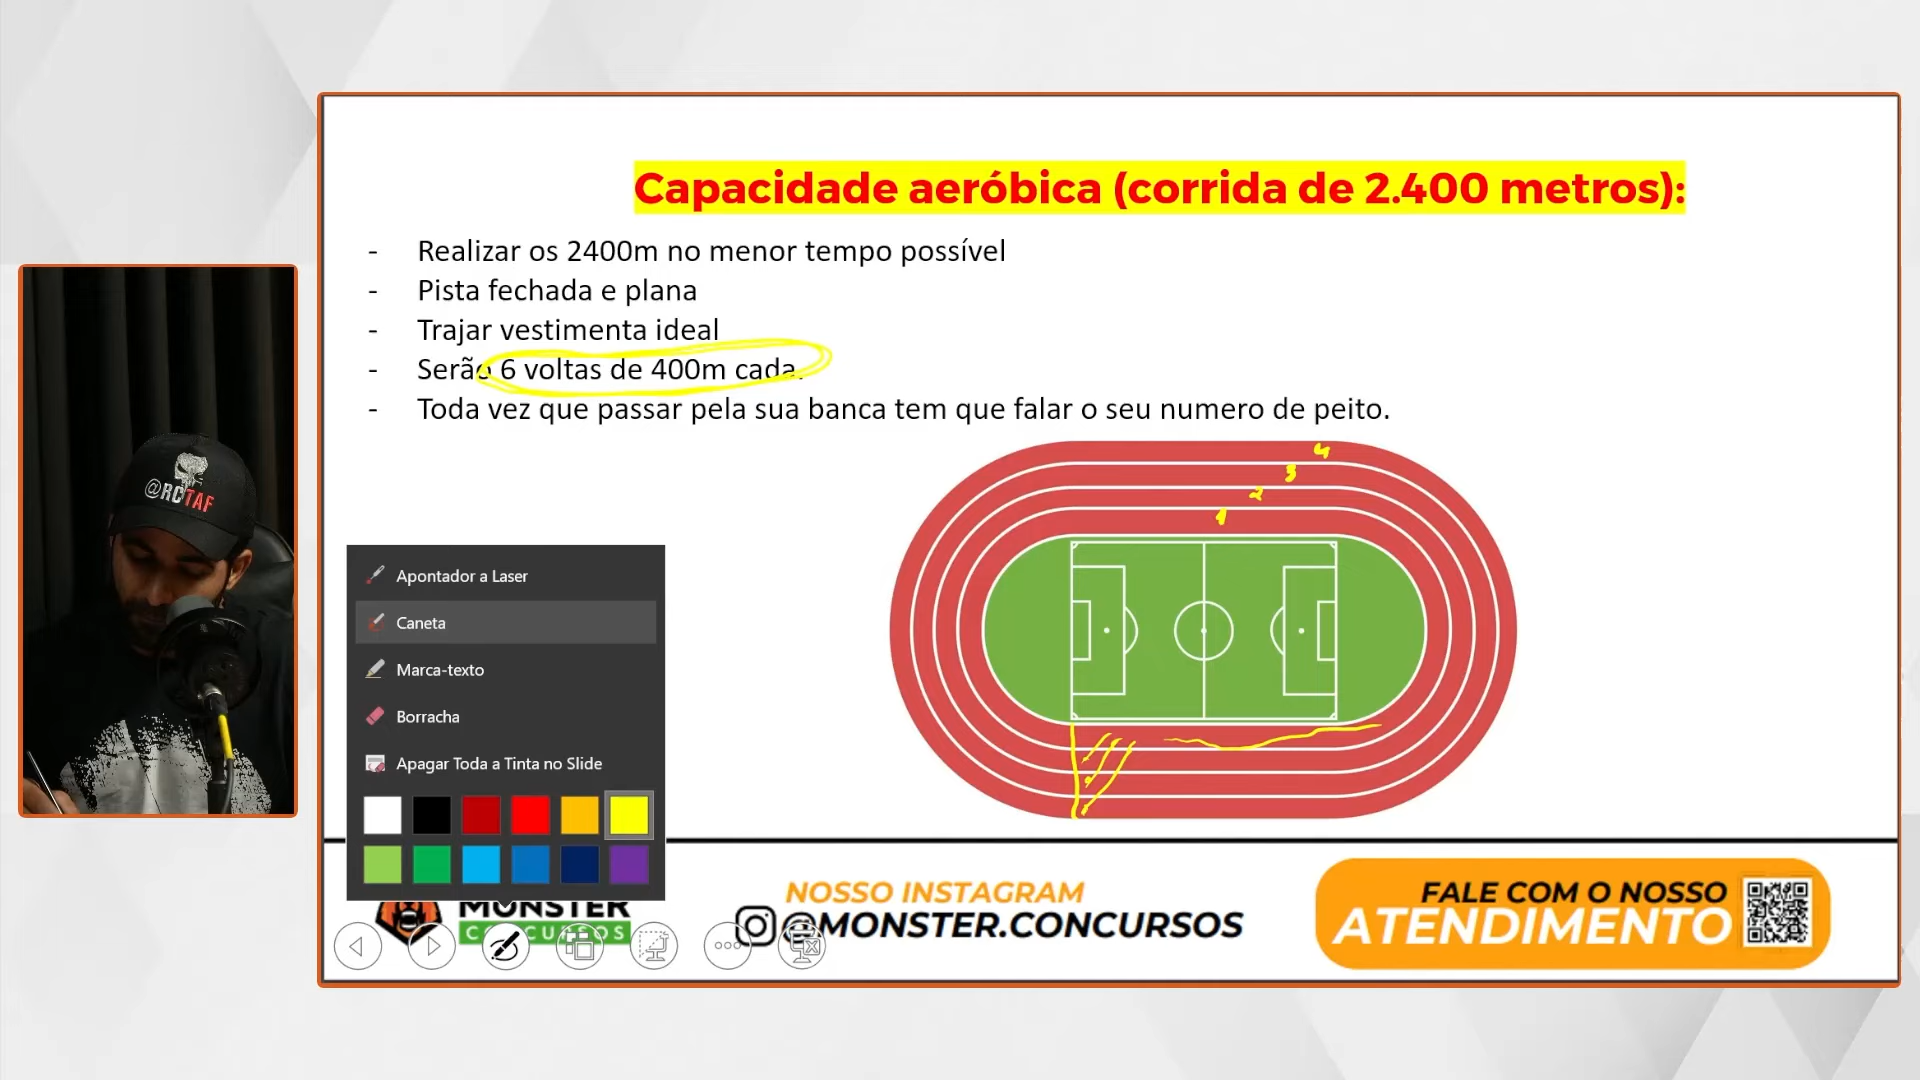 Capacidade aeróbica (corrida de 2.400 metros):
- Realizar os 2400m no menor tempo possível
- Pista fechada e plana
- Trajar vestimenta ideal
- Serão 6 voltas de 400m cada.
- Toda vez que passar pela sua banca tem que falar o seu numero de peito.
4
3
2
1
@RCTAF
Apontador a Laser
Caneta
Marca-texto
Borracha
Apagar Toda a Tinta no Slide
MONSTER
CONCURSOS
NOSSO INSTAGRAM
@MONSTER.CONCURSOS
FALE COM O NOSSO
ATENDIMENTO